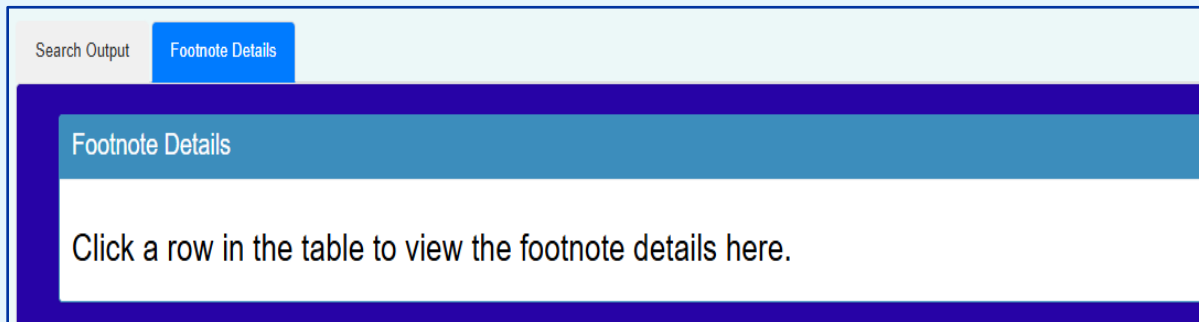 Search Output
Footnote Details
Footnote Details
Click a row in the table to view the footnote details here.